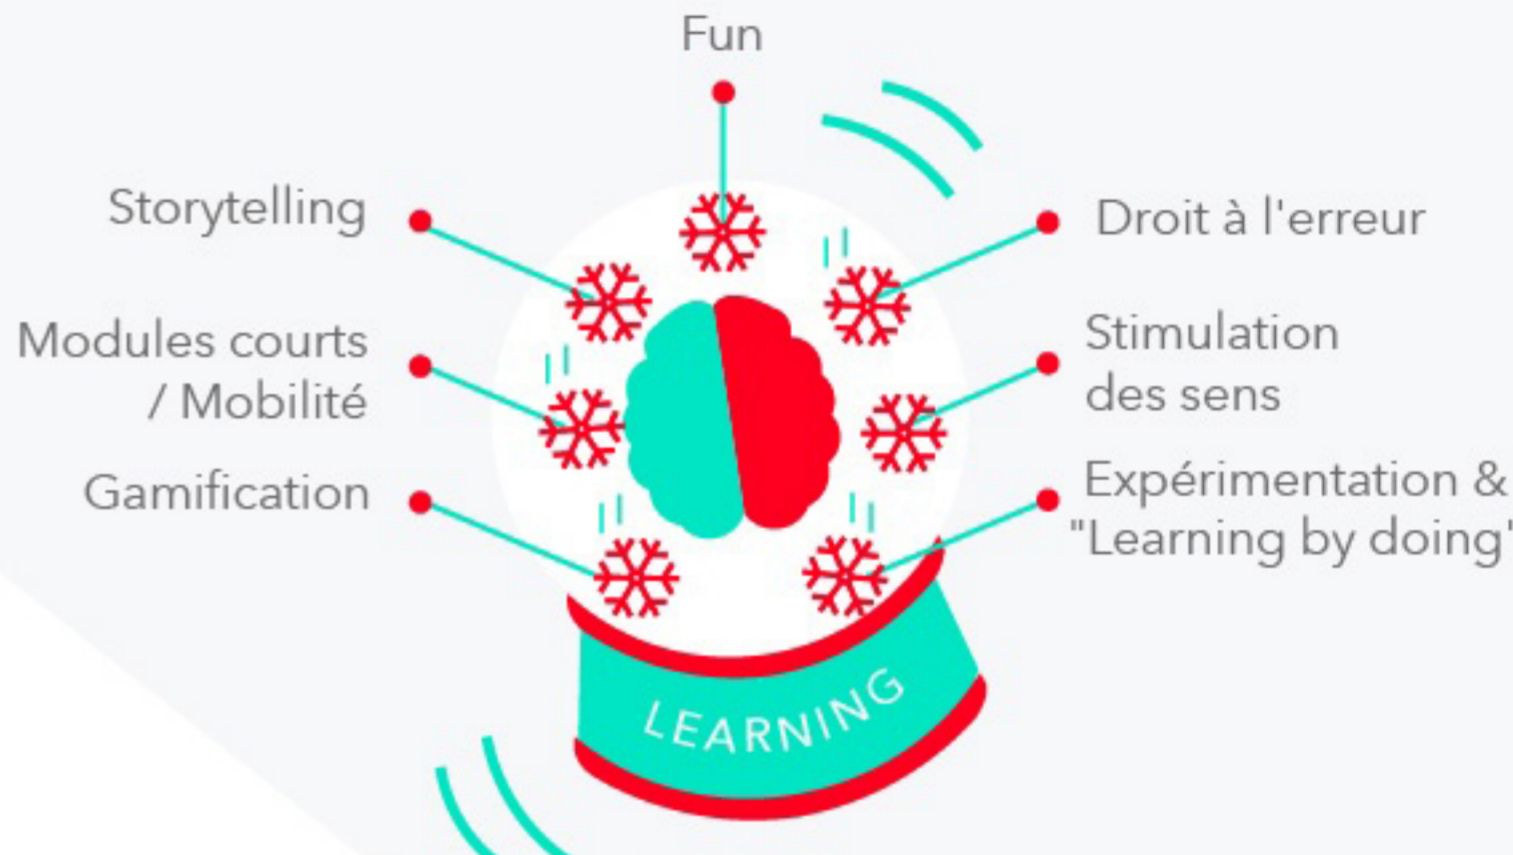 Fun
Storytelling
Droit à l'erreur
Modules courts
/ Mobilité
Stimulation
des sens
Gamification
Expérimentation &
"Learning by doing"
LEARNING